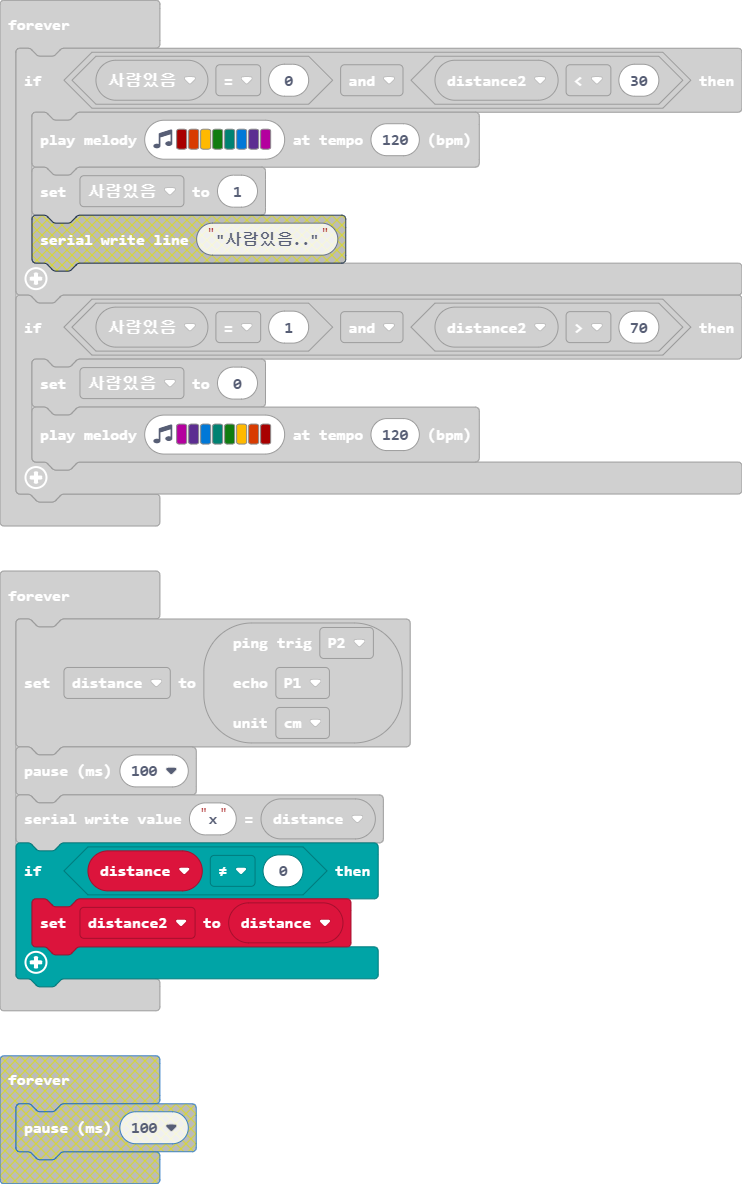 forever
if 사람있음 = 0 and distance2 < 30 then
play melody at tempo 120 (bpm)
set 사람있음 to 1
serial write line ""사람있음..""
if 사람있음 = 1 and distance2 > 70 then
set 사람있음 to 0
play melody at tempo 120 (bpm)
forever
ping trig P2
set distance to echo P1
unit cm
pause (ms) 100
serial write value "x" = distance
if distance ≠ 0 then
set distance2 to distance
forever
pause (ms) 100